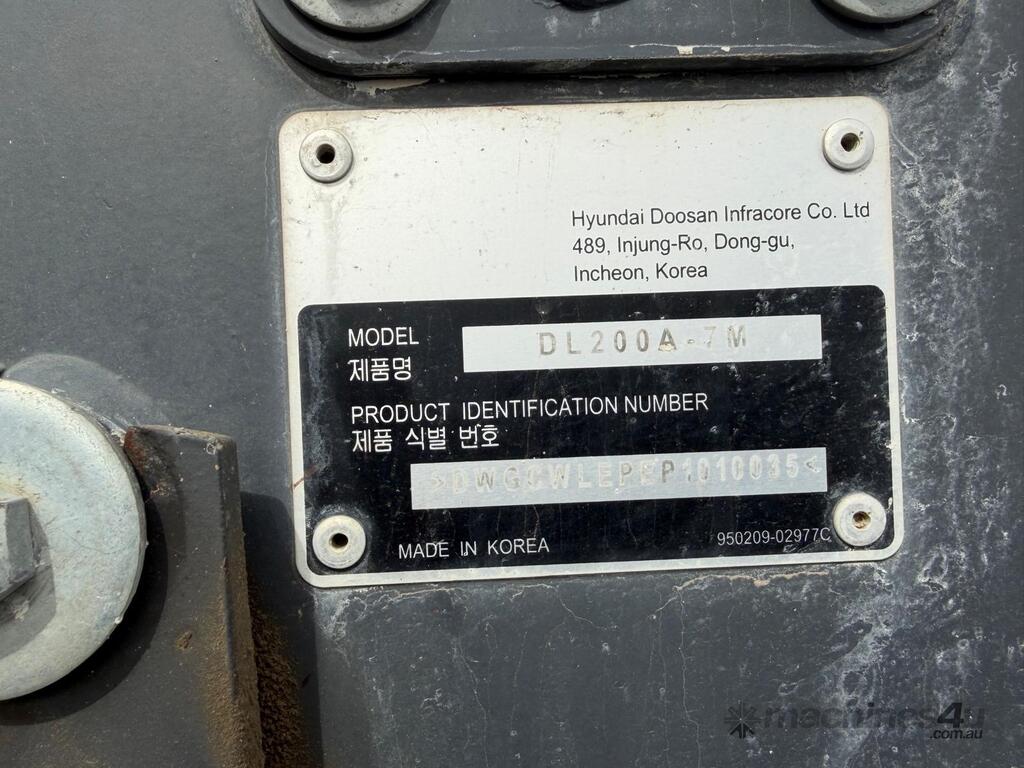 Hyundai Doosan Infracore Co. Ltd
489, Injung-Ro, Dong-gu,
Incheon, Korea
MODEL DL200A-7M
제품명
PRODUCT IDENTIFICATION NUMBER
제품 식별 번호
>DWGCWLEPEP1010035<
MADE IN KOREA 950209-02977C
machines4u
.com.au